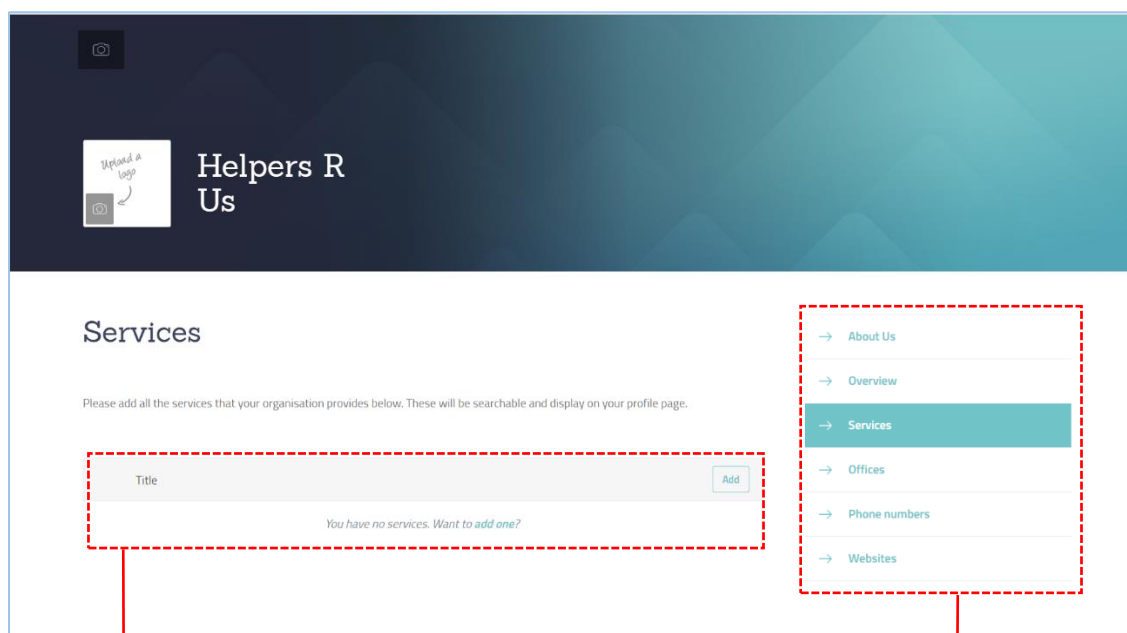 Upload a
logo
Helpers R
Us
Services
Please add all the services that your organisation provides below. These will be searchable and display on your profile page.
Title
Add
You have no services. Want to add one?
About Us
Overview
Services
Offices
Phone numbers
Websites